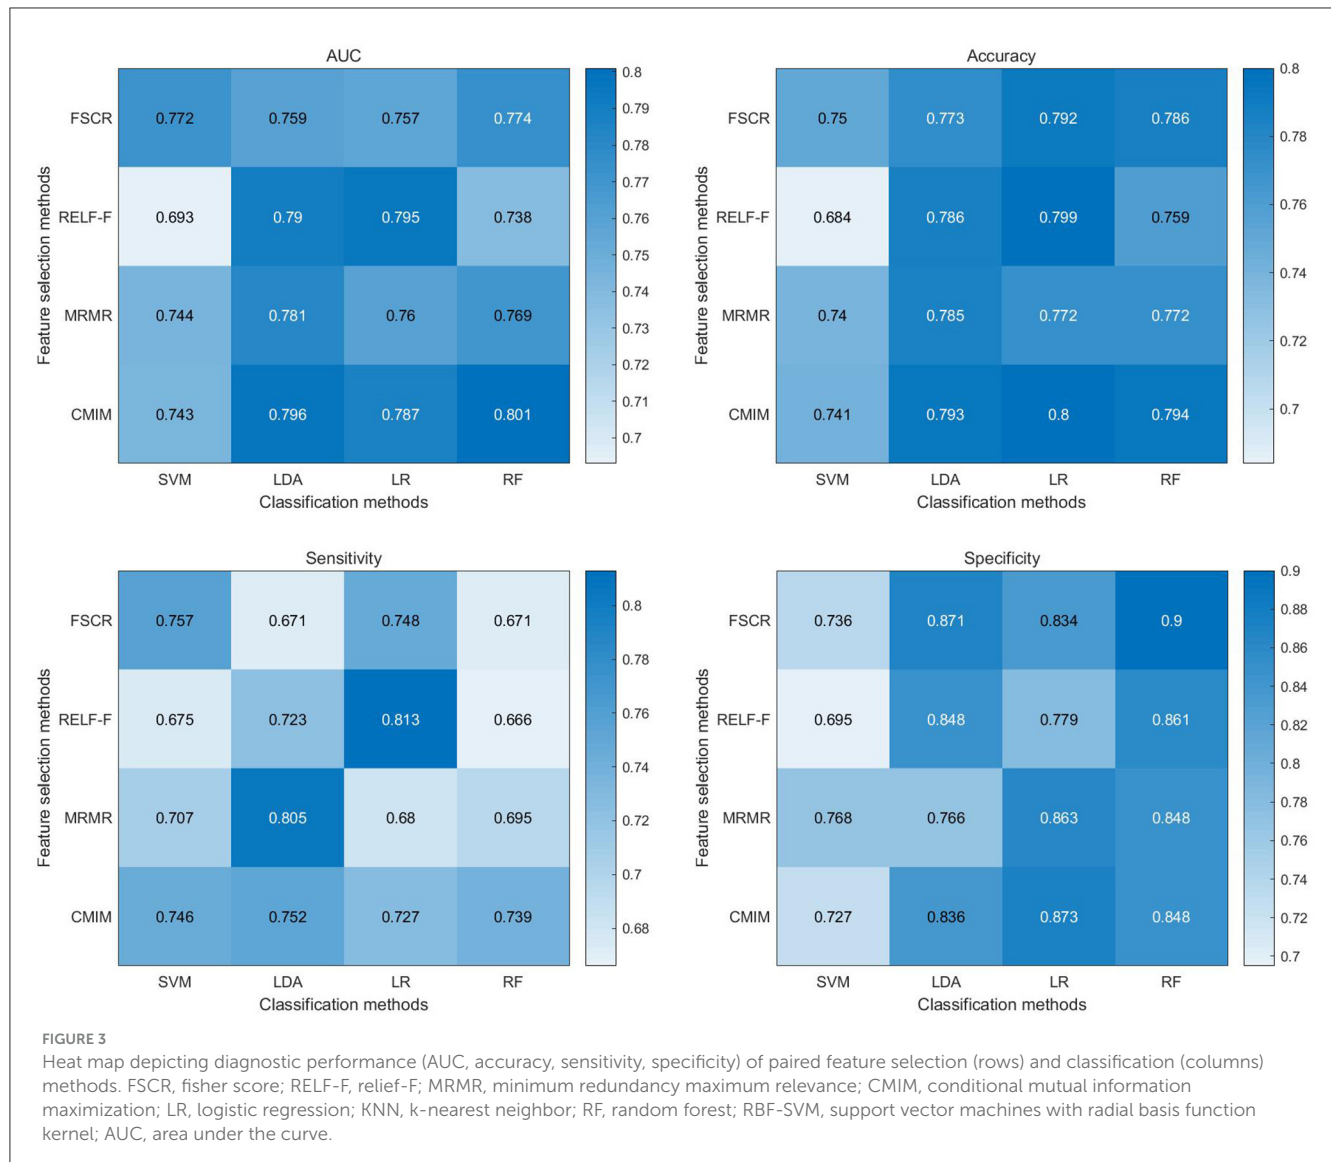 AUC
Feature selection methods
FSCR 0.772 0.759 0.757 0.774
RELF-F 0.693 0.79 0.795 0.738
MRMR 0.744 0.781 0.76 0.769
CMIM 0.743 0.796 0.787 0.801
SVM LDA LR RF
Classification methods
0.8
0.79
0.78
0.77
0.76
0.75
0.74
0.73
0.72
0.71
0.7
Accuracy
Feature selection methods
FSCR 0.75 0.773 0.792 0.786
RELF-F 0.684 0.786 0.799 0.759
MRMR 0.74 0.785 0.772 0.772
CMIM 0.741 0.793 0.8 0.794
SVM LDA LR RF
Classification methods
0.8
0.78
0.76
0.74
0.72
0.7
Sensitivity
Feature selection methods
FSCR 0.757 0.671 0.748 0.671
RELF-F 0.675 0.723 0.813 0.666
MRMR 0.707 0.805 0.68 0.695
CMIM 0.746 0.752 0.727 0.739
SVM LDA LR RF
Classification methods
0.8
0.78
0.76
0.74
0.72
0.7
0.68
Specificity
Feature selection methods
FSCR 0.736 0.871 0.834 0.9
RELF-F 0.695 0.848 0.779 0.861
MRMR 0.768 0.766 0.863 0.848
CMIM 0.727 0.836 0.873 0.848
SVM LDA LR RF
Classification methods
0.9
0.88
0.86
0.84
0.82
0.8
0.78
0.76
0.74
0.72
0.7
FIGURE 3
Heat map depicting diagnostic performance (AUC, accuracy, sensitivity, specificity) of paired feature selection (rows) and classification (columns)
methods. FSCR, fisher score; RELF-F, relief-F; MRMR, minimum redundancy maximum relevance; CMIM, conditional mutual information
maximization; LR, logistic regression; KNN, k-nearest neighbor; RF, random forest; RBF-SVM, support vector machines with radial basis function
kernel; AUC, area under the curve.